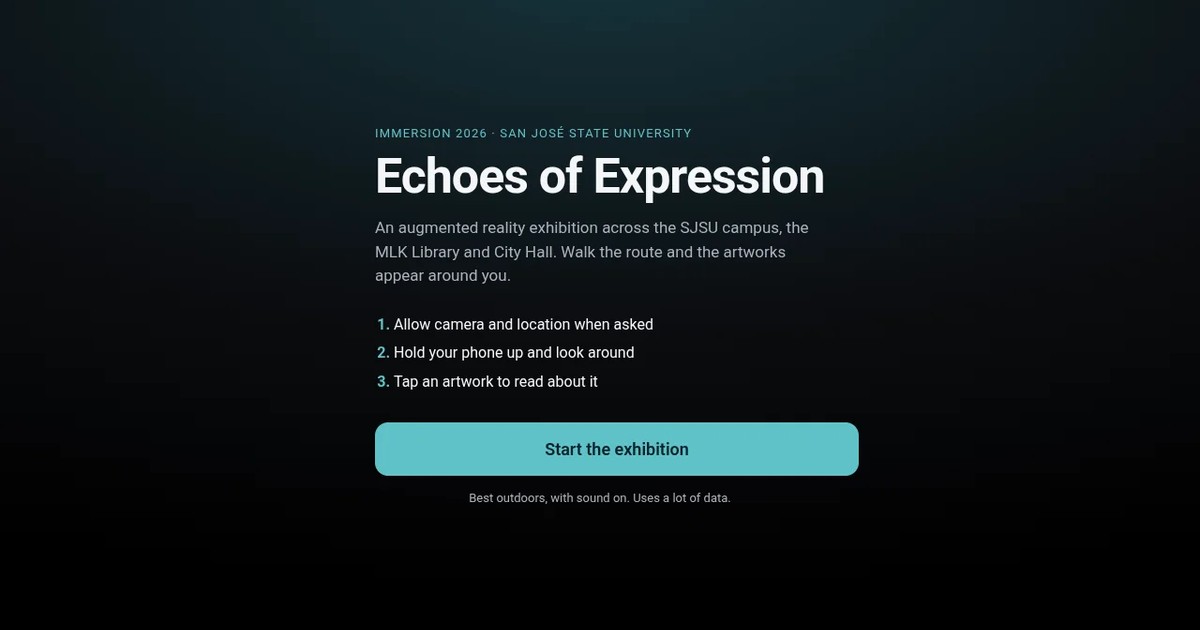 IMMERSION 2026 · SAN JOSÉ STATE UNIVERSITY
Echoes of Expression
An augmented reality exhibition across the SJSU campus, the
MLK Library and City Hall. Walk the route and the artworks
appear around you.
1. Allow camera and location when asked
2. Hold your phone up and look around
3. Tap an artwork to read about it
Start the exhibition
Best outdoors, with sound on. Uses a lot of data.